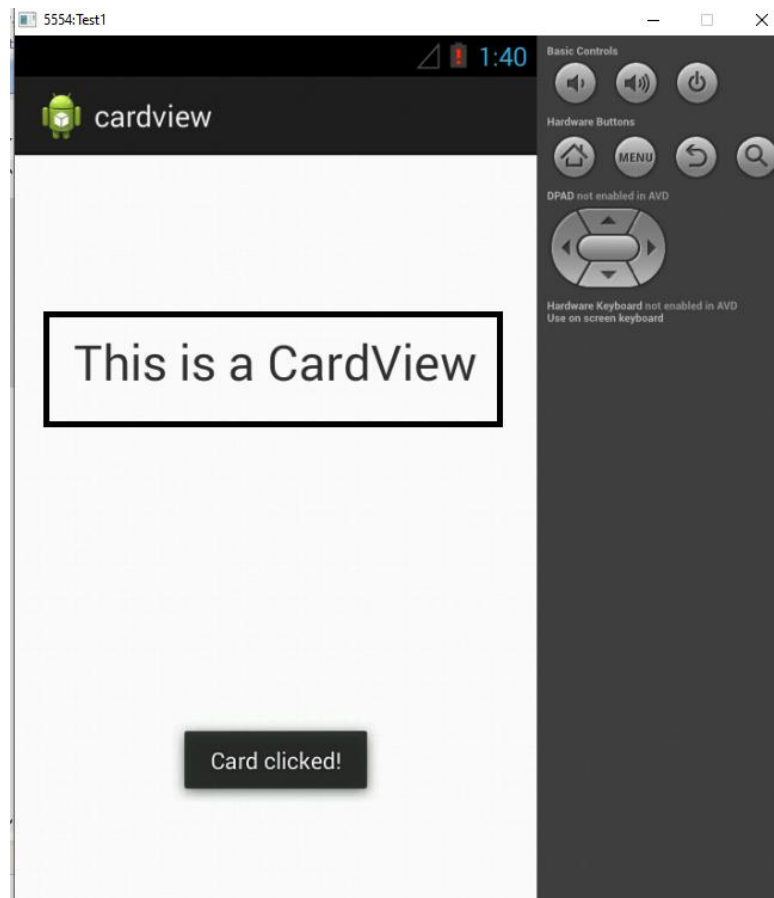 5554:Test1
1:40
cardview
This is a CardView
Card clicked!
Basic Controls
Hardware Buttons
MENU
DPAD not enabled in AVD
Hardware Keyboard not enabled in AVD
Use on screen keyboard